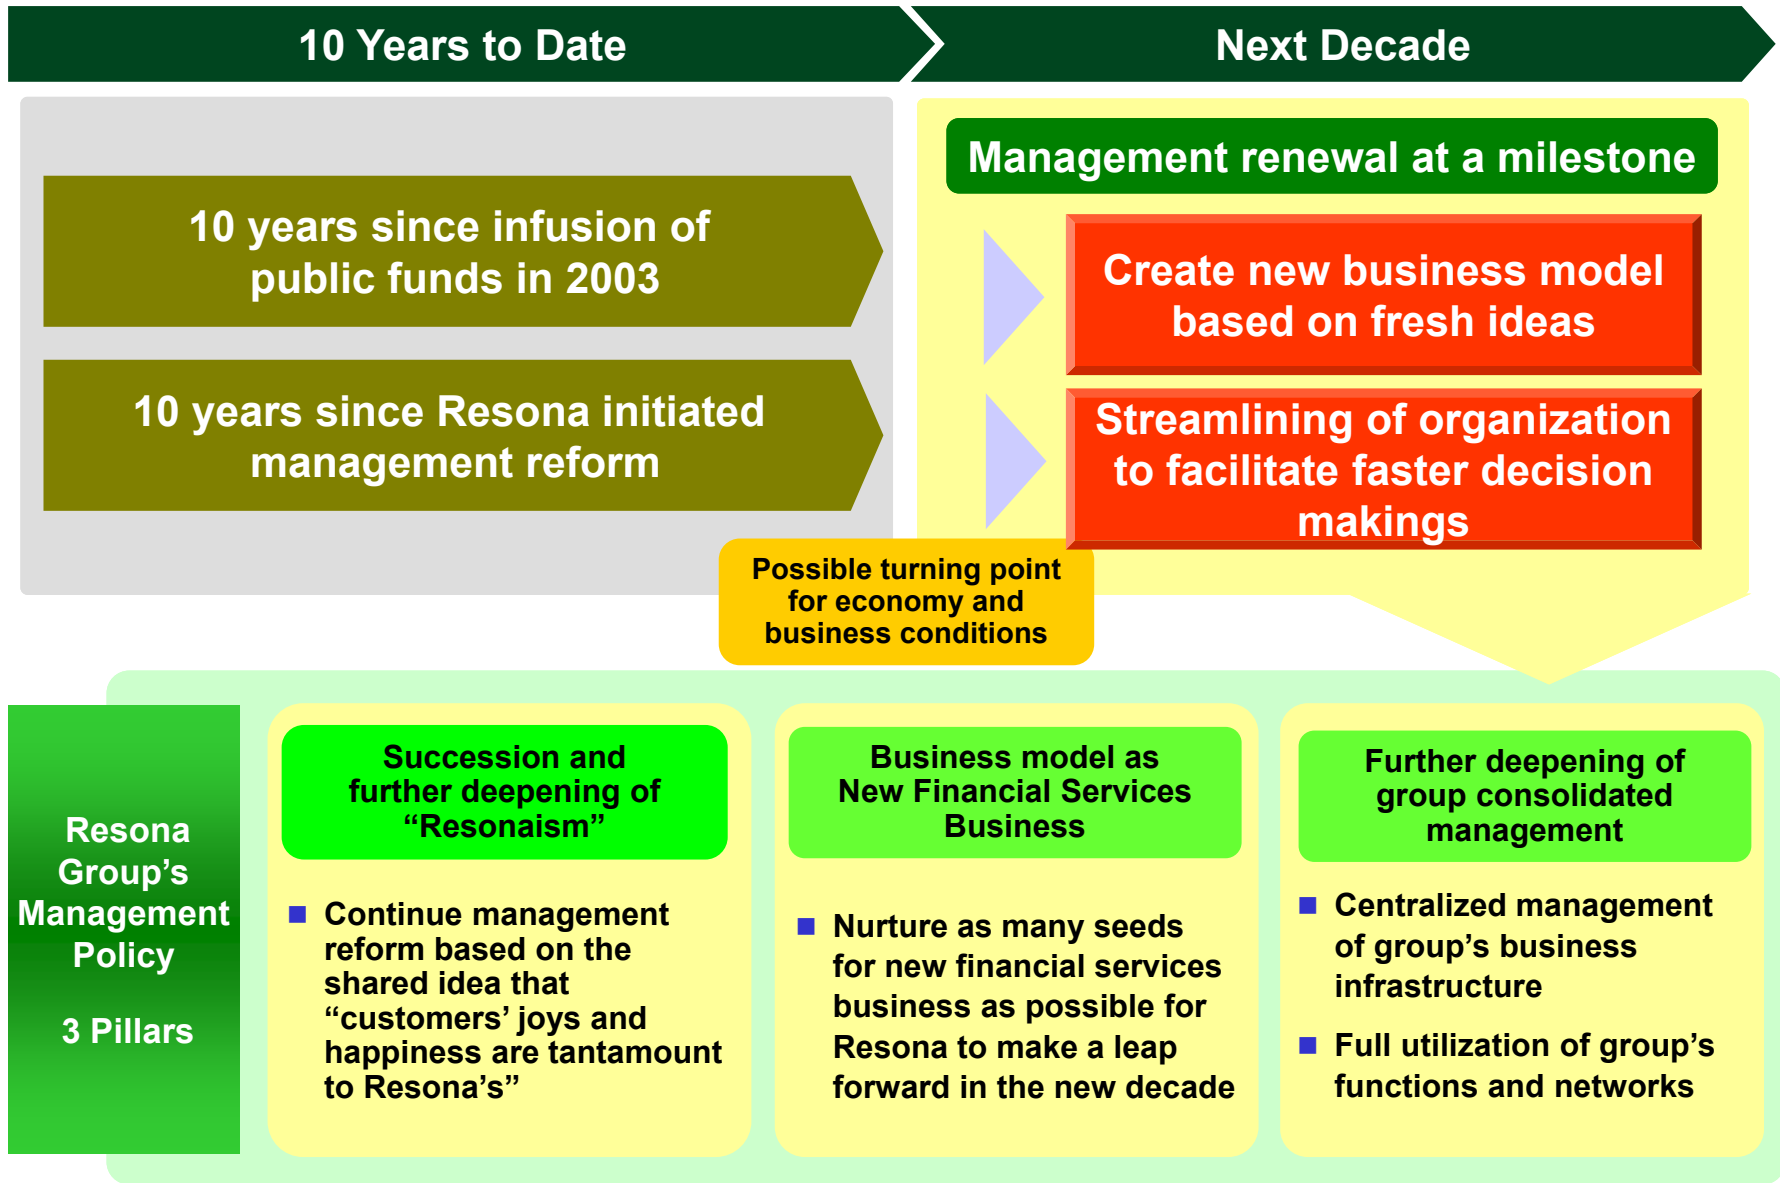 10 Years to Date
Next Decade
10 years since infusion of
public funds in 2003
10 years since Resona initiated
management reform
Management renewal at a milestone
Create new business model
based on fresh ideas
Streamlining of organization
to facilitate faster decision
makings
Possible turning point
for economy and
business conditions
Resona
Group’s
Management
Policy
3 Pillars
Succession and
further deepening of
“Resonaism”
Continue management
reform based on the
shared idea that
“customers’ joys and
happiness are tantamount
to Resona’s”
Business model as
New Financial Services
Business
Nurture as many seeds
for new financial services
business as possible for
Resona to make a leap
forward in the new decade
Further deepening of
group consolidated
management
Centralized management
of group’s business
infrastructure
Full utilization of group’s
functions and networks